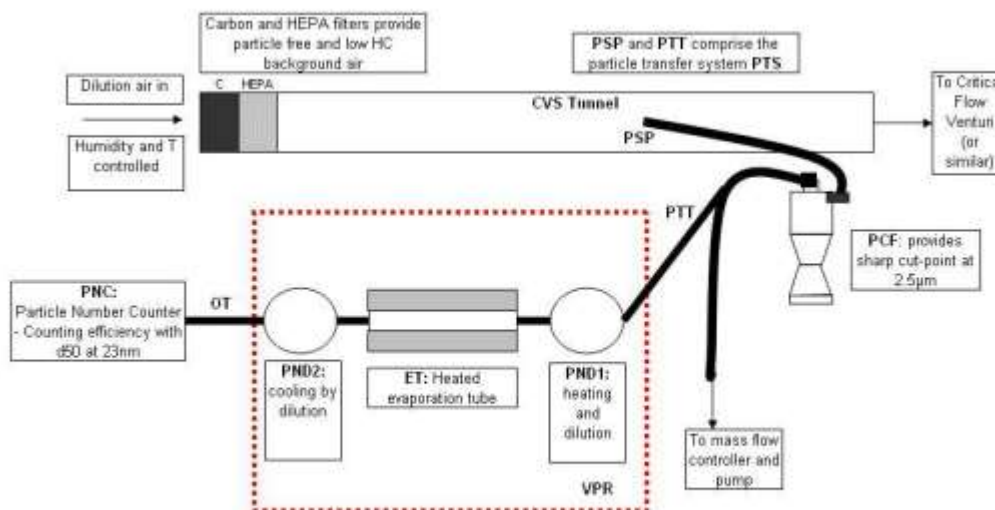 Carbon and HEPA filters provide
particle free and low HC
background air
PSP and PTT comprise the
particle transfer system PTS
Dilution air in
C
HEPA
CVS Tunnel
To Critical
Flow
Venturi
(or
similar)
Humidity and T
controlled
PSP
PTT
PCF: provides
sharp cut-point at
2.5µm
PNC:
Particle Number Counter
- Counting efficiency with
d50 at 23nm
OT
PND2:
cooling by
dilution
ET: Heated
evaporation tube
PND1:
heating
and
dilution
VPR
To mass flow
controller and
pump